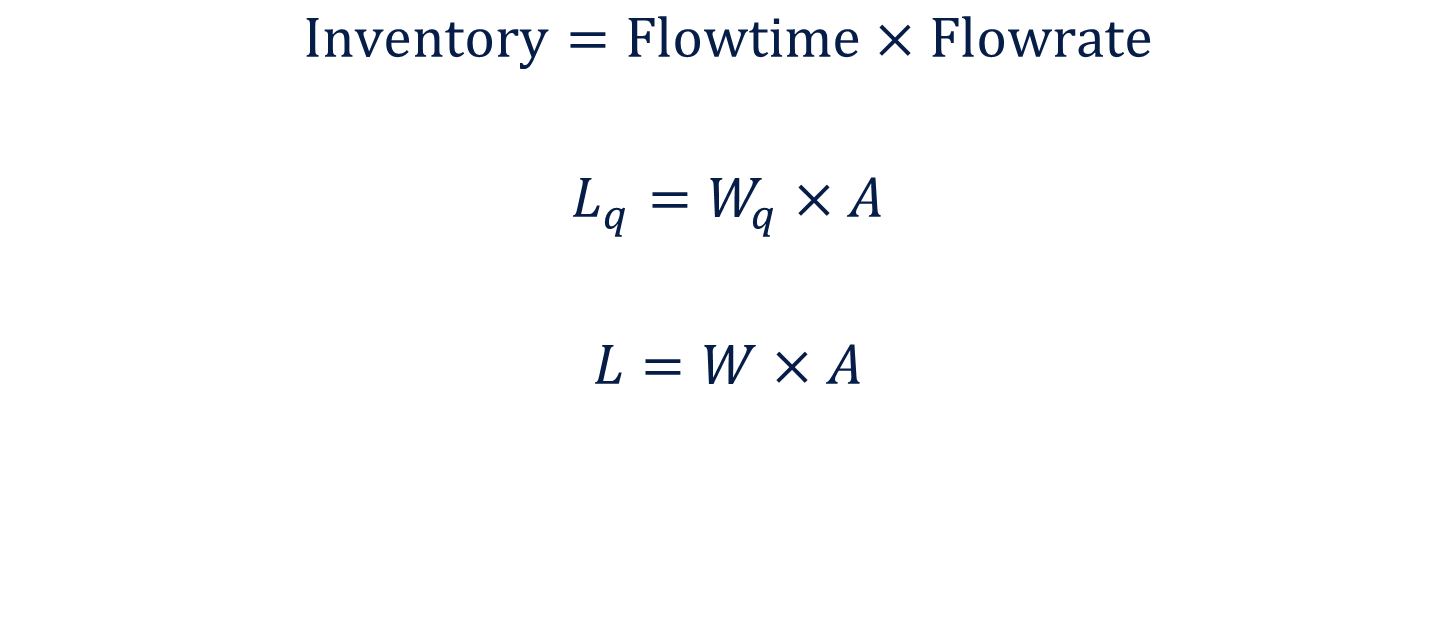 Inventory = Flowtime × Flowrate
L_q = W_q × A
L = W × A